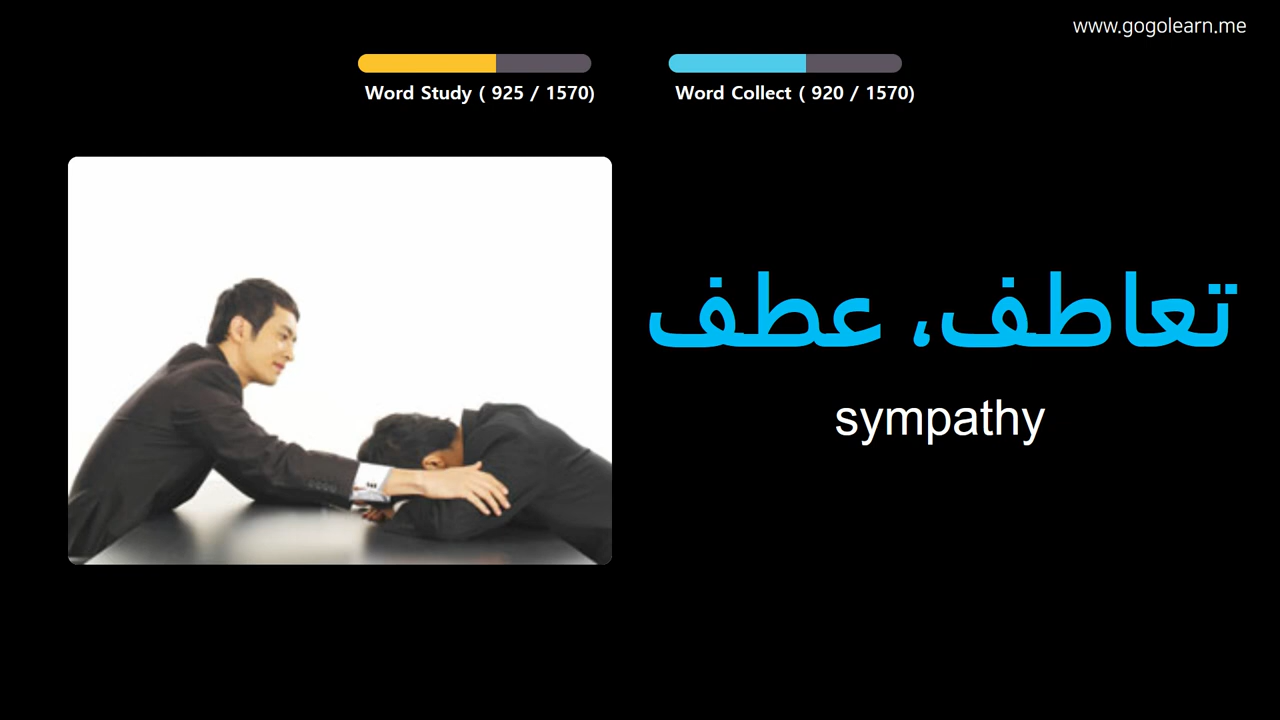 www.gogolearn.me
Word Study ( 925 / 1570)
Word Collect ( 920 / 1570)
تعاطف، عطف
sympathy